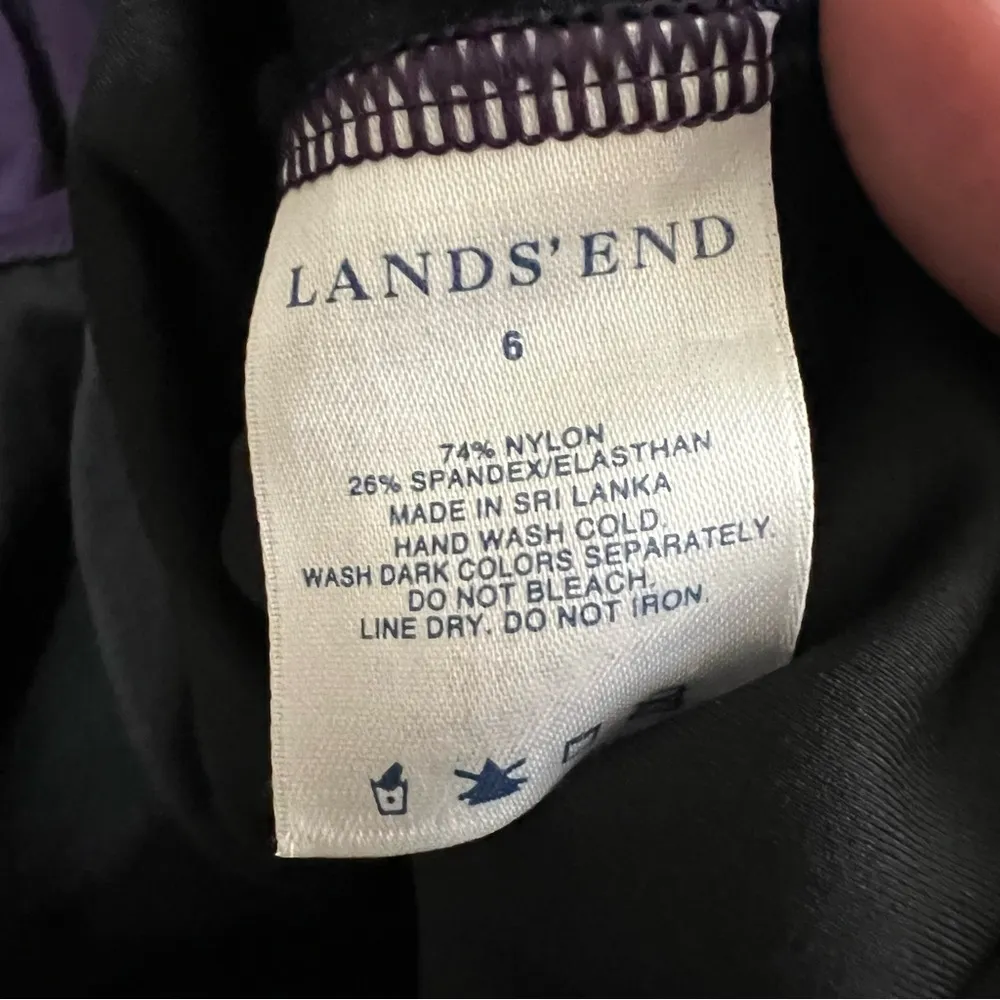 LANDS' END
6
74% NYLON
26% SPANDEX/ELASTHAN
MADE IN SRI LANKA
HAND WASH COLD.
WASH DARK COLORS SEPARATELY.
DO NOT BLEACH.
LINE DRY. DO NOT IRON.